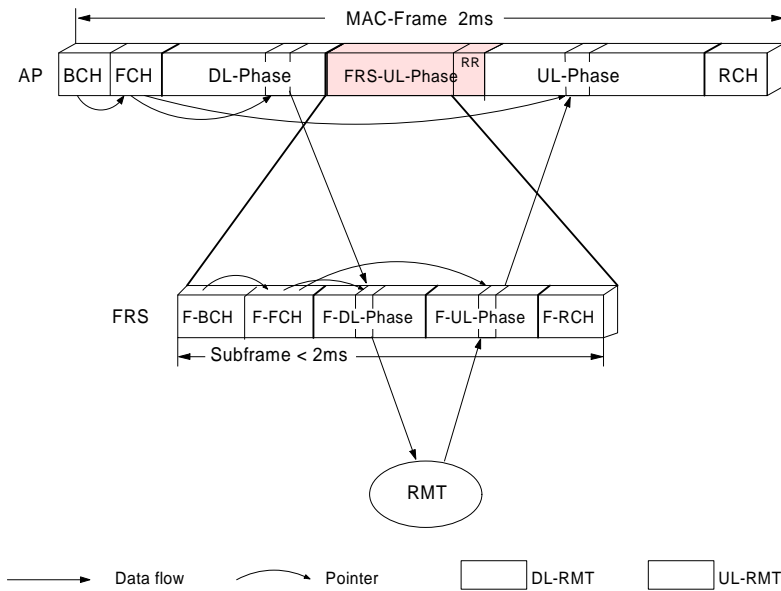 MAC-Frame 2ms
AP
BCH
FCH
DL-Phase
FRS-UL-Phase
RR
UL-Phase
RCH
FRS
F-BCH
F-FCH
F-DL-Phase
F-UL-Phase
F-RCH
Subframe < 2ms
RMT
Data flow
Pointer
DL-RMT
UL-RMT